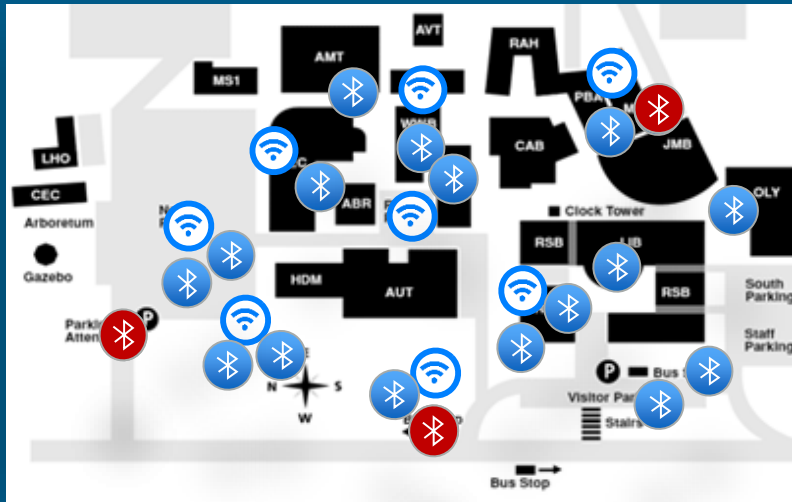 AVT
RAH
AMT
MS1
PBA
CAB
JMB
LHO
CEC
OLY
ABR
Arboretum
Clock Tower
RSB
LIB
Gazebo
HDM
AUT
RSB
South
Parking
P
Staff
Parking
E
P
N
S
Visitor
W
Stairs
Bus Stop